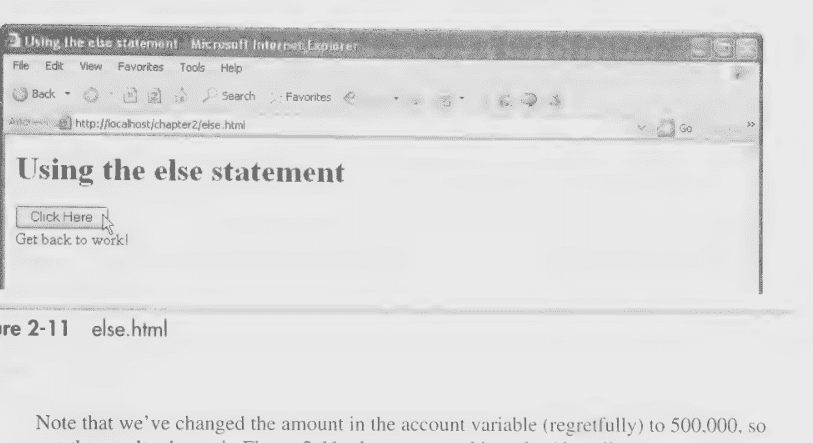 Using the else statement - Microsoft Internet Explorer
File Edit View Favorites Tools Help
Back Search Favorites
Address http://localhost/chapter2/else.html Go »
Using the else statement
Click Here
Get back to work!
ure 2-11 else.html
Note that we've changed the amount in the account variable (regretfully) to 500.000, so